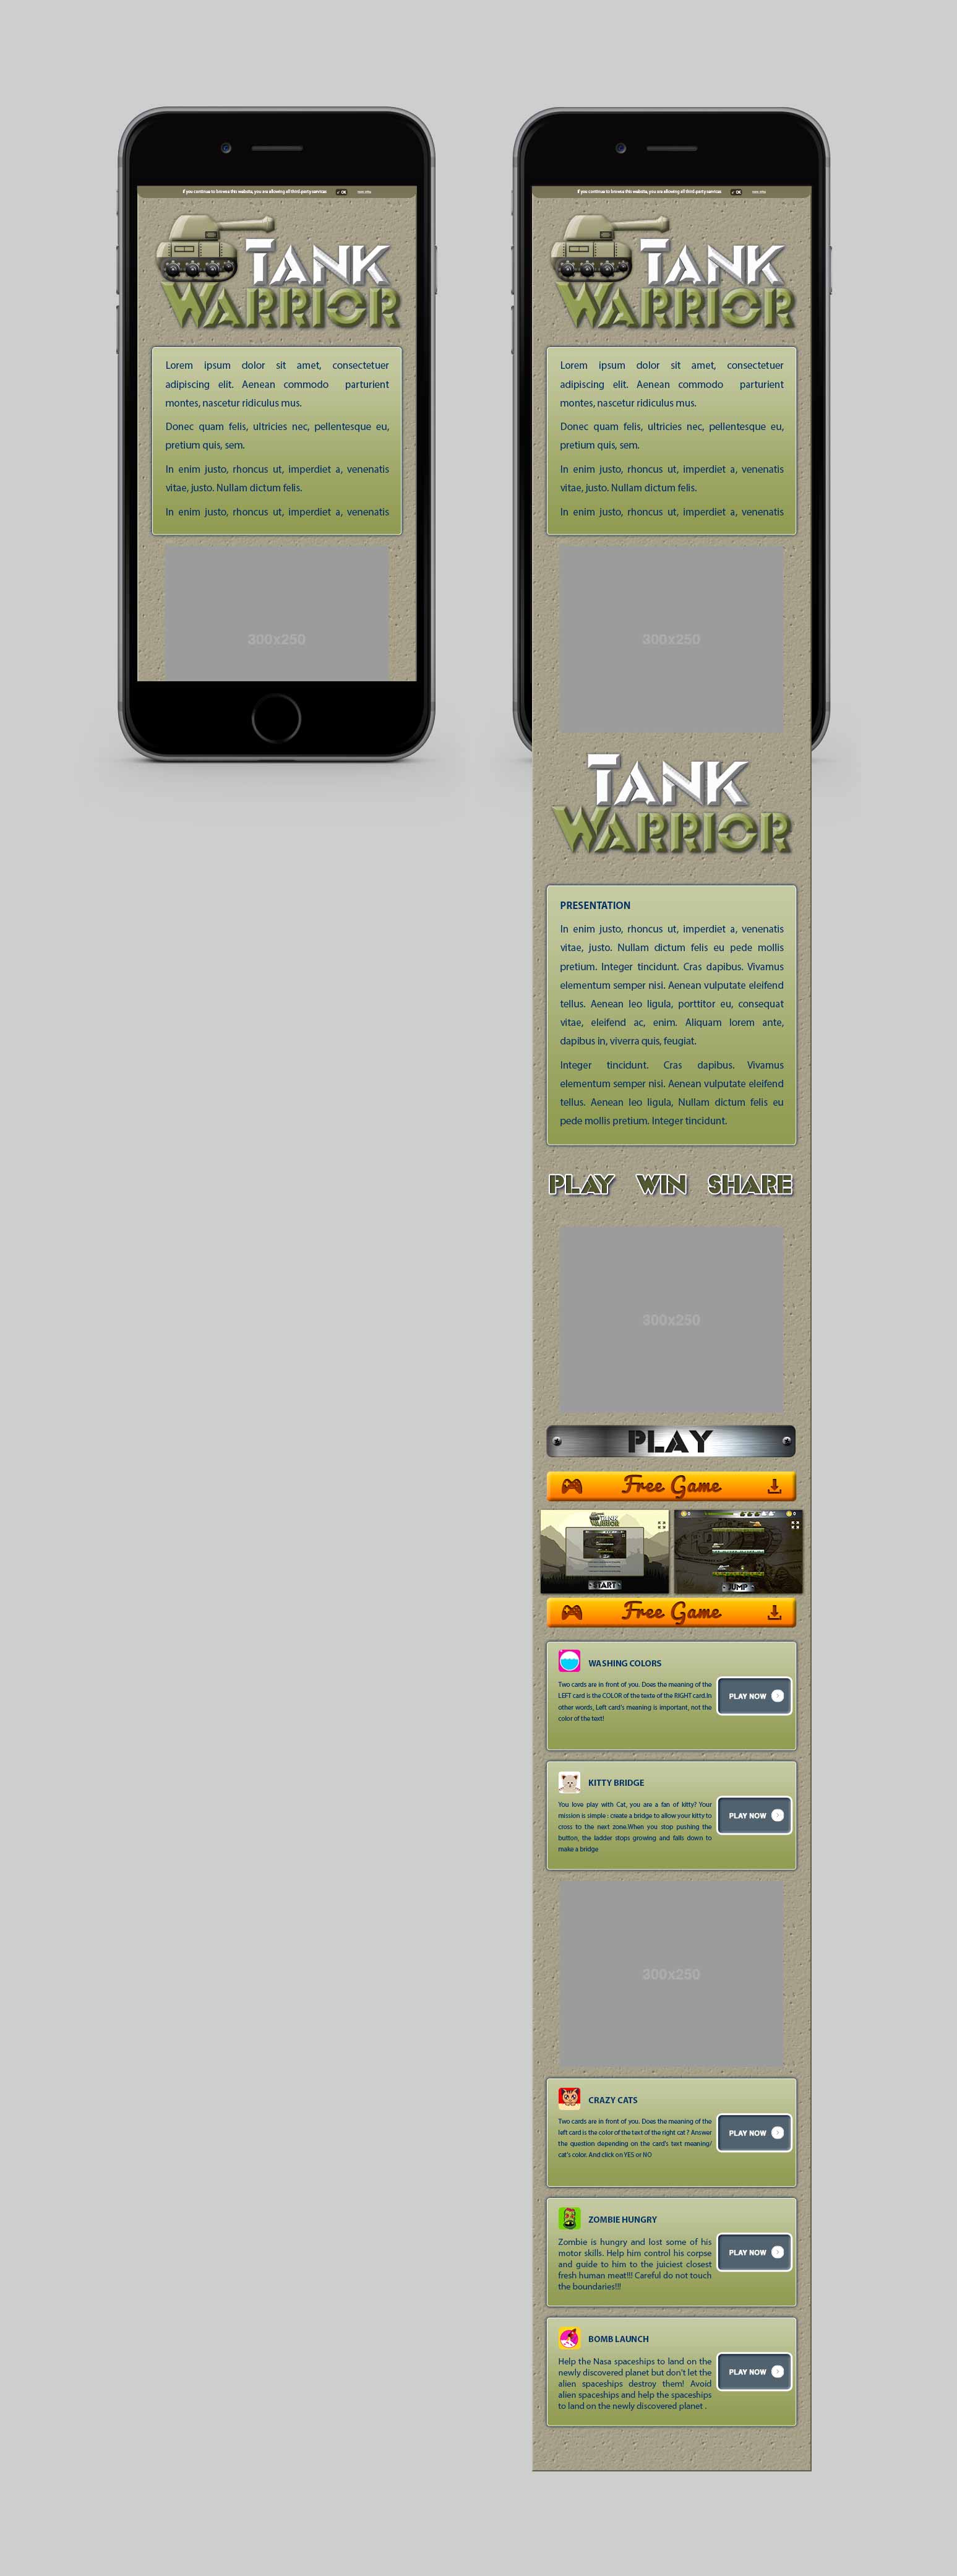 If you continue to browse this website, you are allowing all third-party services
OK
TANK
WARRIOR
Lorem ipsum dolor sit amet, consectetuer
adipiscing elit. Aenean commodo parturient
montes, nascetur ridiculus mus.
Donec quam felis, ultricies nec, pellentesque eu,
pretium quis, sem.
In enim justo, rhoncus ut, imperdiet a, venenatis
vitae, justo. Nullam dictum felis.
In enim justo, rhoncus ut, imperdiet a, venenatis
300x250
If you continue to browse this website, you are allowing all third-party services
OK
TANK
WARRIOR
Lorem ipsum dolor sit amet, consectetuer
adipiscing elit. Aenean commodo parturient
montes, nascetur ridiculus mus.
Donec quam felis, ultricies nec, pellentesque eu,
pretium quis, sem.
In enim justo, rhoncus ut, imperdiet a, venenatis
vitae, justo. Nullam dictum felis.
In enim justo, rhoncus ut, imperdiet a, venenatis
300x250
TANK
WARRIOR
PRESENTATION
In enim justo, rhoncus ut, imperdiet a, venenatis
vitae, justo. Nullam dictum felis eu pede mollis
pretium. Integer tincidunt. Cras dapibus. Vivamus
elementum semper nisi. Aenean vulputate eleifend
tellus. Aenean leo ligula, porttitor eu, consequat
vitae, eleifend ac, enim. Aliquam lorem ante,
dapibus in, viverra quis, feugiat.
Integer tincidunt. Cras dapibus. Vivamus
elementum semper nisi. Aenean vulputate eleifend
tellus. Aenean leo ligula, Nullam dictum felis eu
pede mollis pretium. Integer tincidunt.
PLAY WIN SHARE
300x250
PLAY
Free Game
TANK
WARRIOR
START
JUMP
Free Game
WASHING COLORS
Two cards are in front of you. Does the meaning of the
LEFT card is the COLOR of the texte of the RIGHT card.In
other words, Left card's meaning is important, not the
color of the text!
PLAY NOW
KITTY BRIDGE
You love play with Cat, you are a fan of kitty? Your
mission is simple : create a bridge to allow your kitty to
cross to the next zone.When you stop pushing the
button, the ladder stops growing and falls down to
make a bridge
PLAY NOW
300x250
CRAZY CATS
Two cards are in front of you. Does the meaning of the
left card is the color of the text of the right cat ? Answer
the question depending on the card's text meaning/
cat's color. And click on YES or NO
PLAY NOW
ZOMBIE HUNGRY
Zombie is hungry and lost some of his
motor skills. Help him control his corpse
and guide to him to the juiciest closest
fresh human meat!!! Careful do not touch
the boundaries!!!
PLAY NOW
BOMB LAUNCH
Help the Nasa spaceships to land on the
newly discovered planet but don't let the
alien spaceships destroy them! Avoid
alien spaceships and help the spaceships
to land on the newly discovered planet .
PLAY NOW